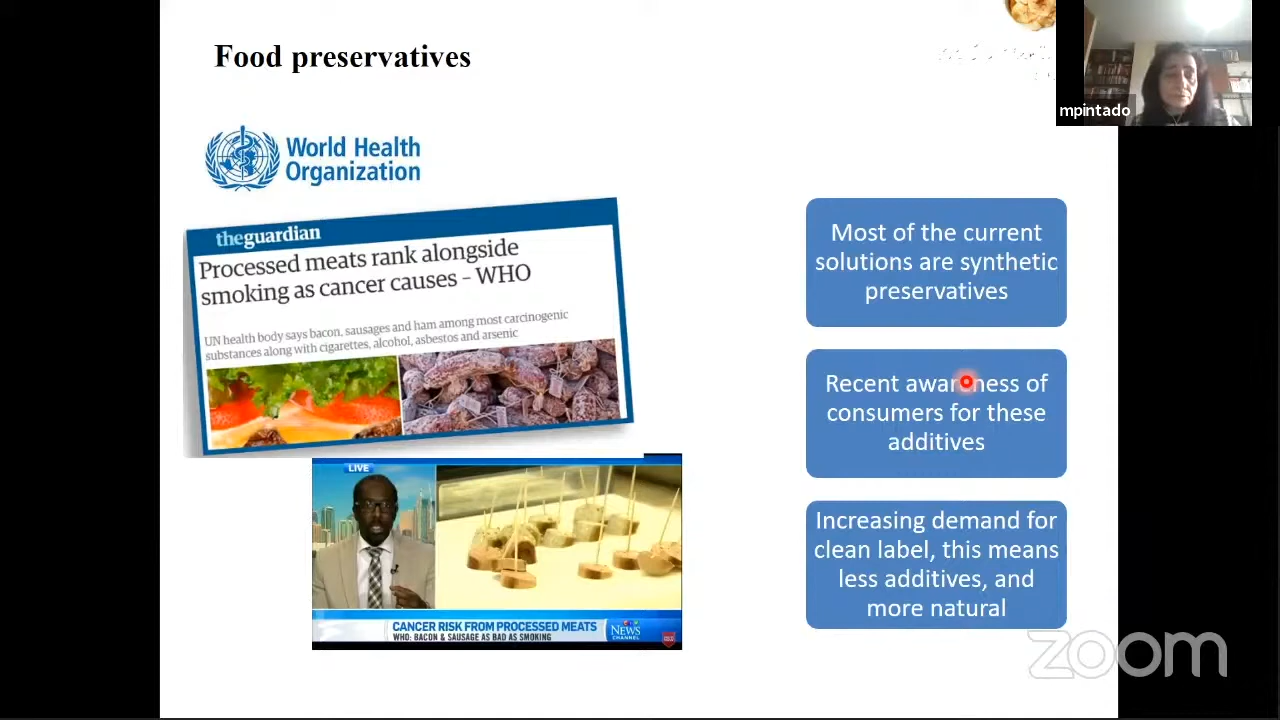 Food preservatives
mpintado
World Health
Organization
theguardian
Processed meats rank alongside
smoking as cancer causes – WHO
UN health body says bacon, sausages and ham among most carcinogenic
substances along with cigarettes, alcohol, asbestos and arsenic
LIVE
CANCER RISK FROM PROCESSED MEATS
WHO: BACON & SAUSAGE AS BAD AS SMOKING
NEWS
CHANNEL
Most of the current
solutions are synthetic
preservatives
Recent awareness of
consumers for these
additives
Increasing demand for
clean label, this means
less additives, and
more natural
zoom